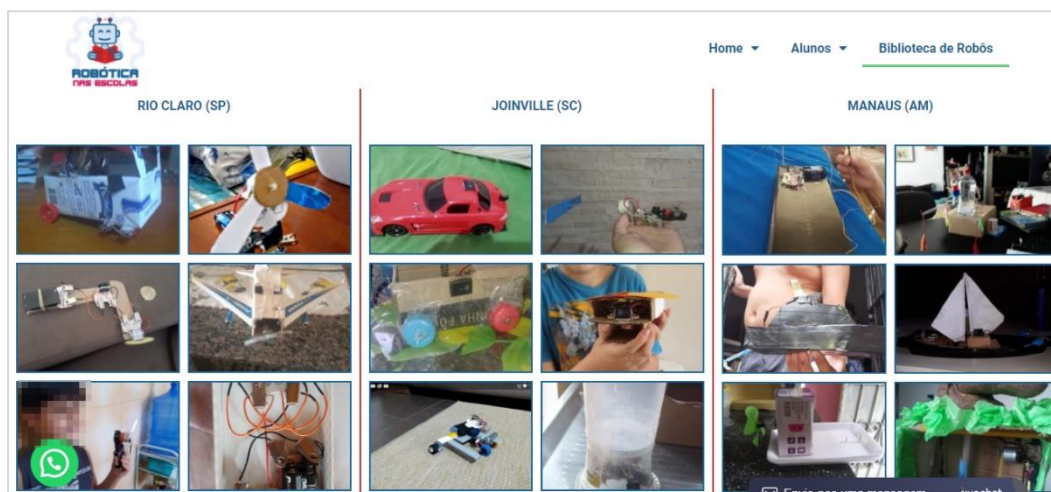 ROBÓTICA
NAS ESCOLAS
Home
Alunos
Biblioteca de Robôs
RIO CLARO (SP)
JOINVILLE (SC)
MANAUS (AM)